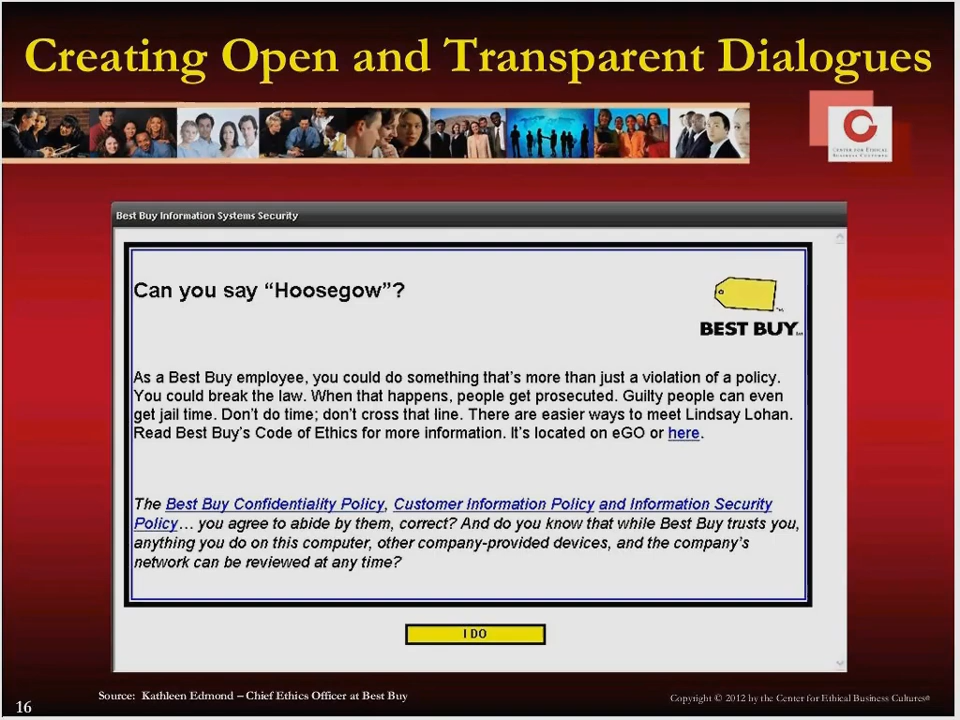 Creating Open and Transparent Dialogues
CENTER FOR ETHICAL
BUSINESS CULTURES
Best Buy Information Systems Security
Can you say “Hoosegow”?
BEST BUY
As a Best Buy employee, you could do something that’s more than just a violation of a policy.
You could break the law. When that happens, people get prosecuted. Guilty people can even
get jail time. Don’t do time; don’t cross that line. There are easier ways to meet Lindsay Lohan.
Read Best Buy’s Code of Ethics for more information. It’s located on eGO or here.
The Best Buy Confidentiality Policy, Customer Information Policy and Information Security
Policy… you agree to abide by them, correct? And do you know that while Best Buy trusts you,
anything you do on this computer, other company-provided devices, and the company’s
network can be reviewed at any time?
I DO
Source: Kathleen Edmond – Chief Ethics Officer at Best Buy
16
Copyright © 2012 by the Center for Ethical Business Cultures®